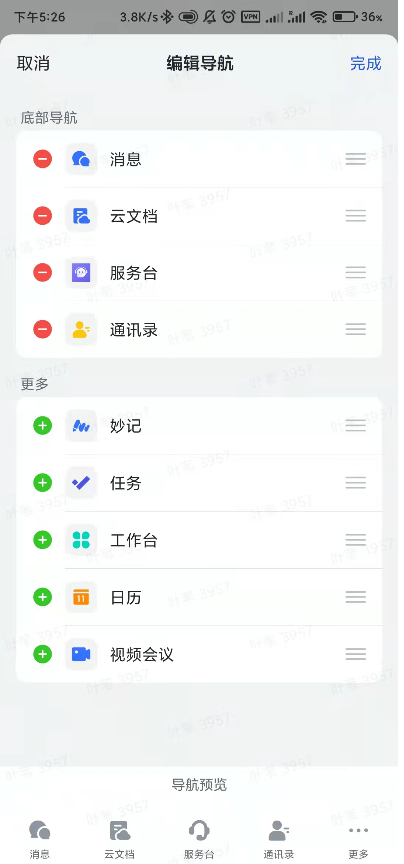 下午5:26 3.8K/s VPN 36%
取消 编辑导航 完成
底部导航
消息
云文档
服务台
通讯录
更多
妙记
任务
工作台
11 日历
视频会议
导航预览
消息 云文档 服务台 通讯录 更多